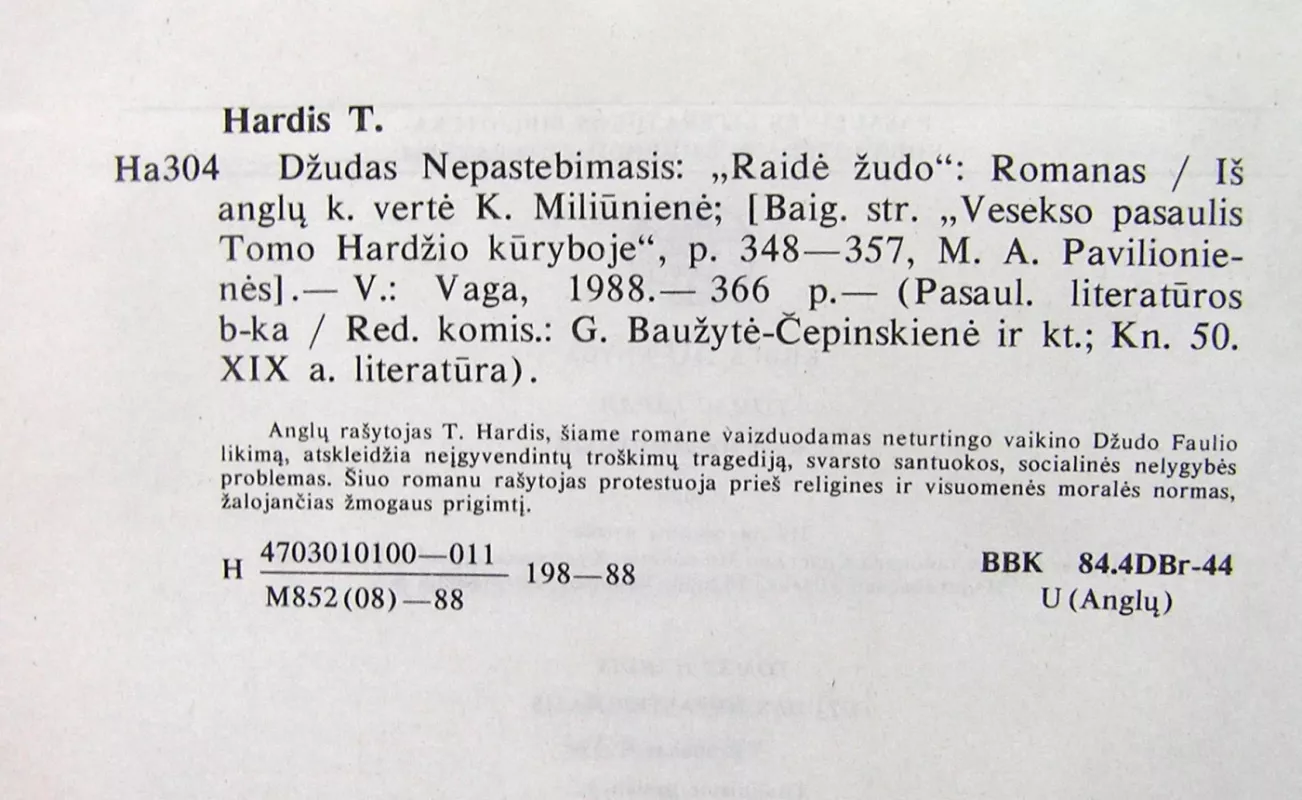 Hardis T.
Ha304 Džudas Nepastebimasis: „Raidė žudo“: Romanas / Iš
anglų k. vertė K. Miliūnienė; [Baig. str. „Vesekso pasaulis
Tomo Hardžio kūryboje“, p. 348—357, M. A. Pavilionie-
nės].— V.: Vaga, 1988.— 366 p.— (Pasaul. literatūros
b-ka / Red. komis.: G. Baužytė-Čepinskienė ir kt.; Kn. 50.
XIX a. literatūra).
Anglų rašytojas T. Hardis, šiame romane vaizduodamas neturtingo vaikino Džudo Faulio
likimą, atskleidžia neįgyvendintų troškimų tragediją, svarsto santuokos, socialinės nelygybės
problemas. Šiuo romanu rašytojas protestuoja prieš religines ir visuomenės moralės normas,
žalojančias žmogaus prigimtį.
H 4703010100—011 198—88
M852(08)—88
BBK 84.4DBr-44
U (Anglų)